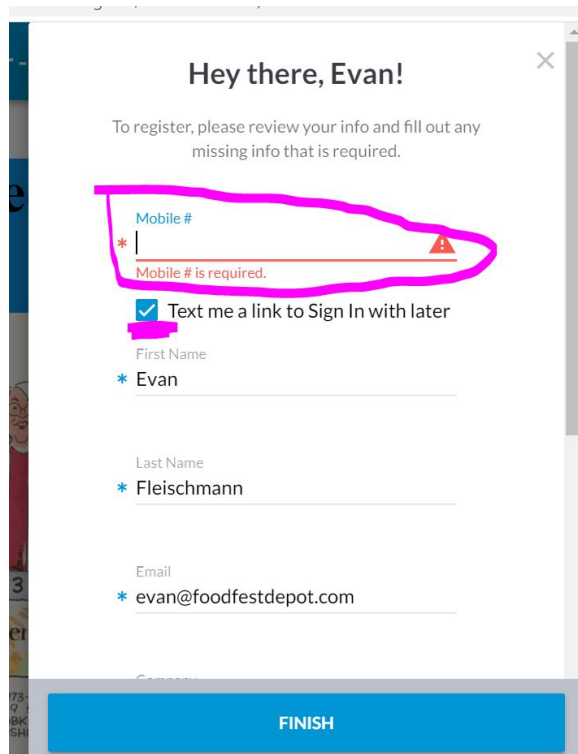 Hey there, Evan!
To register, please review your info and fill out any
missing info that is required.
Mobile #
*
Mobile # is required.
Text me a link to Sign In with later
First Name
* Evan
Last Name
* Fleischmann
Email
* evan@foodfestdepot.com
Company
FINISH